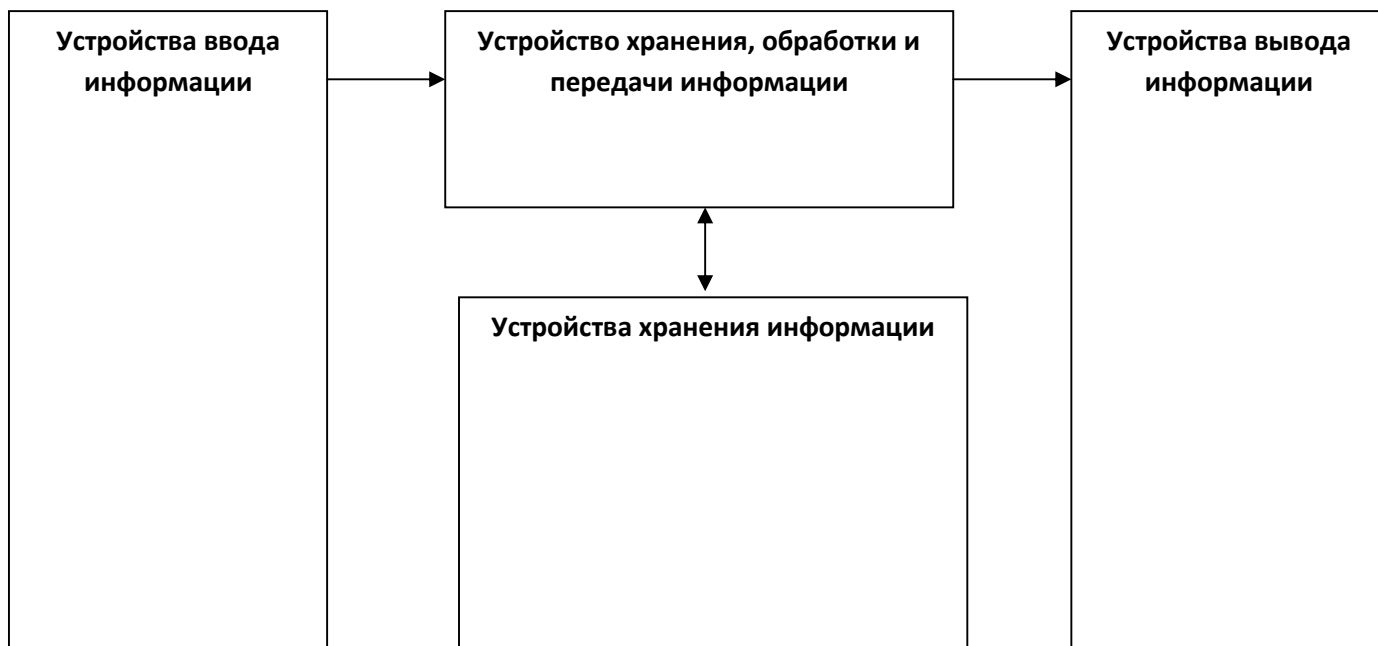 Устройства ввода
информации
Устройство хранения, обработки и
передачи информации
Устройства вывода
информации
Устройства хранения информации